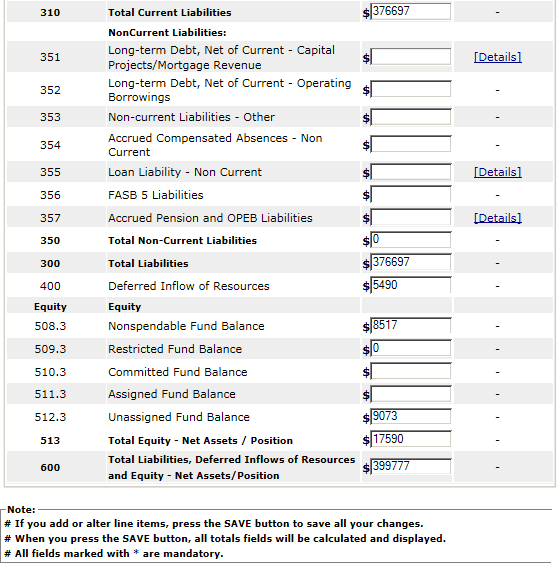 310 Total Current Liabilities $ 376697 -
NonCurrent Liabilities:
351 Long-term Debt, Net of Current - Capital Projects/Mortgage Revenue $ [Details]
352 Long-term Debt, Net of Current - Operating Borrowings $ -
353 Non-current Liabilities - Other $ -
354 Accrued Compensated Absences - Non Current $ -
355 Loan Liability - Non Current $ [Details]
356 FASB 5 Liabilities $ -
357 Accrued Pension and OPEB Liabilities $ [Details]
350 Total Non-Current Liabilities $ 0 -
300 Total Liabilities $ 376697 -
400 Deferred Inflow of Resources $ 5490 -
Equity Equity
508.3 Nonspendable Fund Balance $ 8517 -
509.3 Restricted Fund Balance $ 0 -
510.3 Committed Fund Balance $ -
511.3 Assigned Fund Balance $ -
512.3 Unassigned Fund Balance $ 9073 -
513 Total Equity - Net Assets / Position $ 17590 -
600 Total Liabilities, Deferred Inflows of Resources and Equity - Net Assets/Position $ 399777 -
Note:
# If you add or alter line items, press the SAVE button to save all your changes.
# When you press the SAVE button, all totals fields will be calculated and displayed.
# All fields marked with * are mandatory.